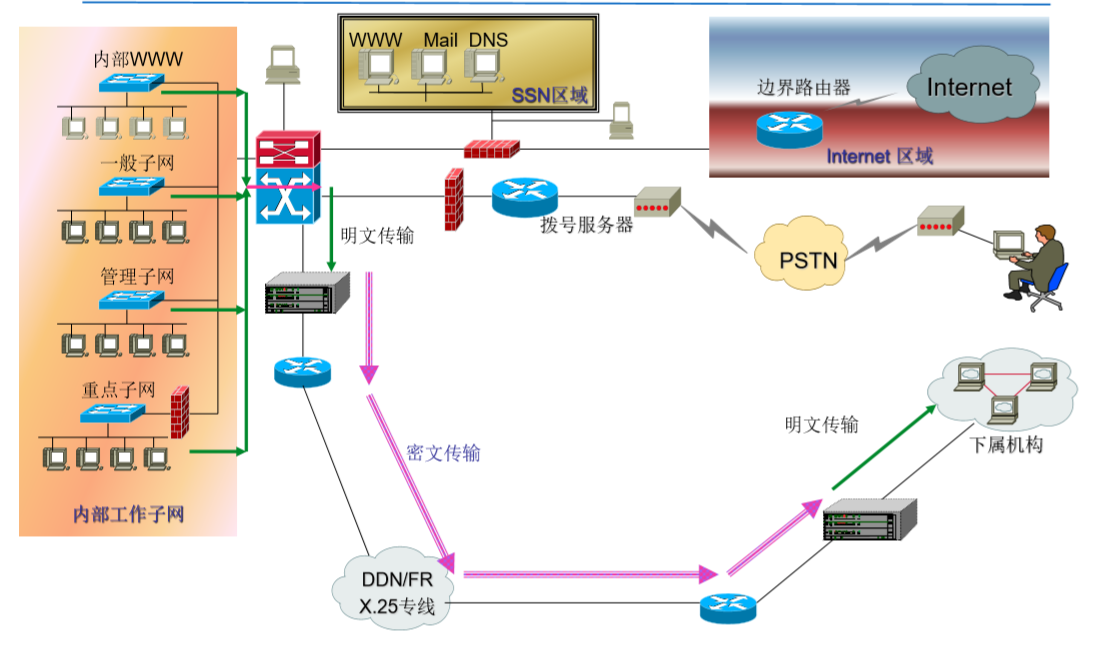 WWW Mail DNS
SSN区域
边界路由器
Internet
Internet 区域
内部WWW
一般子网
管理子网
重点子网
内部工作子网
明文传输
拨号服务器
PSTN
密文传输
明文传输
下属机构
DDN/FR
X.25专线